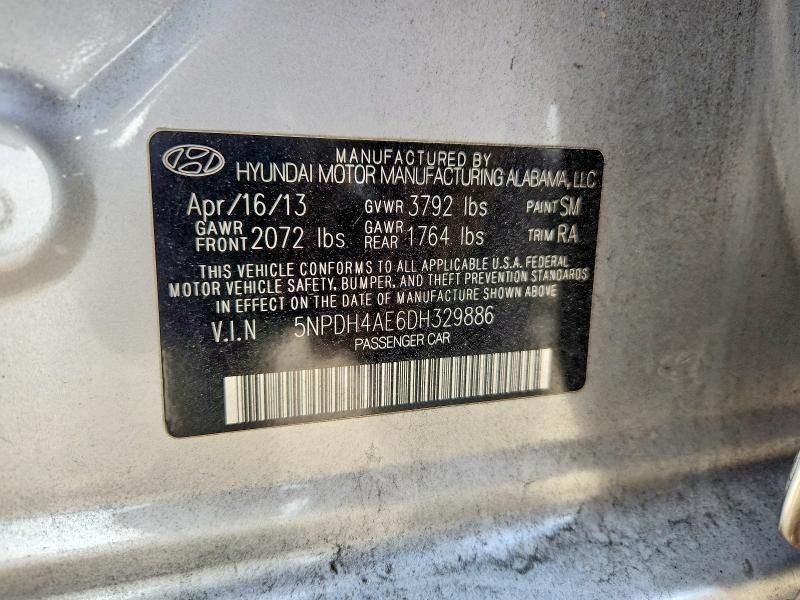 MANUFACTURED BY
HYUNDAI MOTOR MANUFACTURING ALABAMA, LLC
Apr/16/13 GVWR 3792 lbs PAINT SM
GAWR FRONT 2072 lbs GAWR REAR 1764 lbs TRIM RA
THIS VEHICLE CONFORMS TO ALL APPLICABLE U.S.A. FEDERAL
MOTOR VEHICLE SAFETY, BUMPER, AND THEFT PREVENTION STANDARDS
IN EFFECT ON THE DATE OF MANUFACTURE SHOWN ABOVE
V.I.N 5NPDH4AE6DH329886
PASSENGER CAR